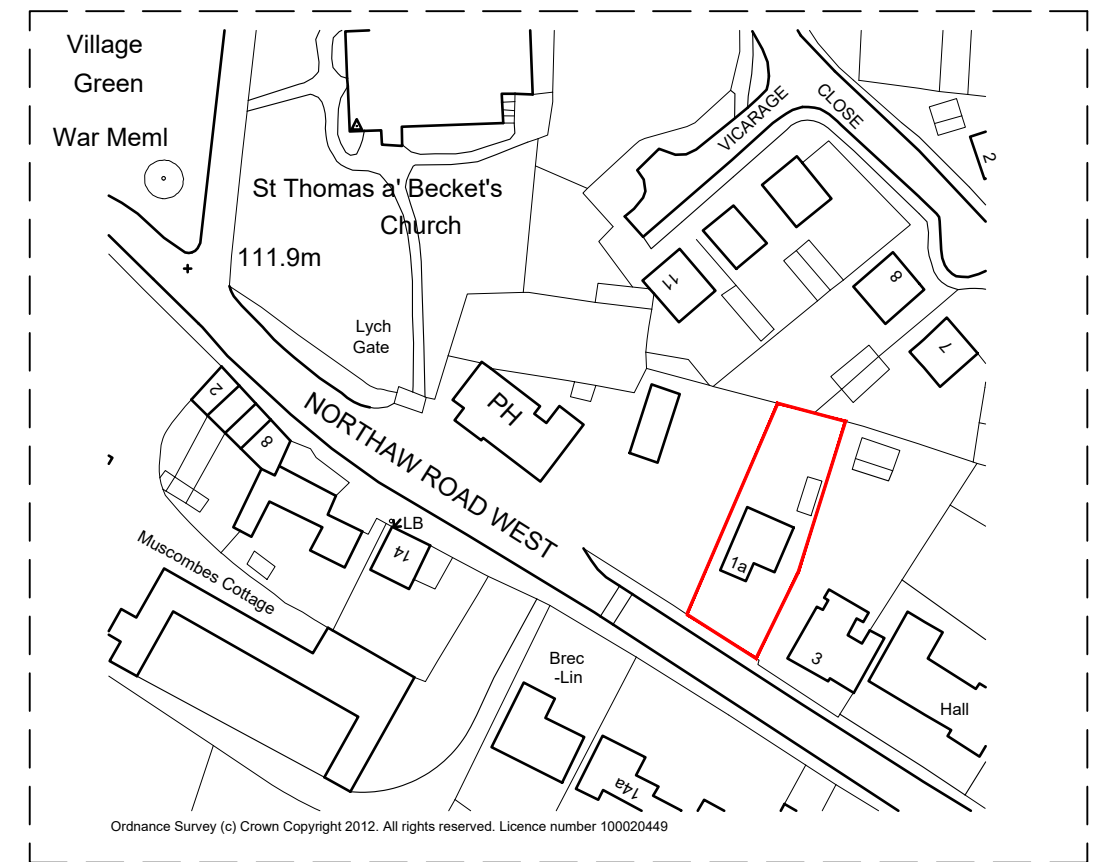 Village
Green
War Meml
VICARAGE
CLOSE
2
St Thomas a' Becket's
Church
111.9m
11
8
7
Lych
Gate
PH
NORTHAW ROAD WEST
2
8
LB
14
1a
Muscombes Cottage
3
Hall
Brec
-Lin
14a
Ordnance Survey (c) Crown Copyright 2012. All rights reserved. Licence number 100020449